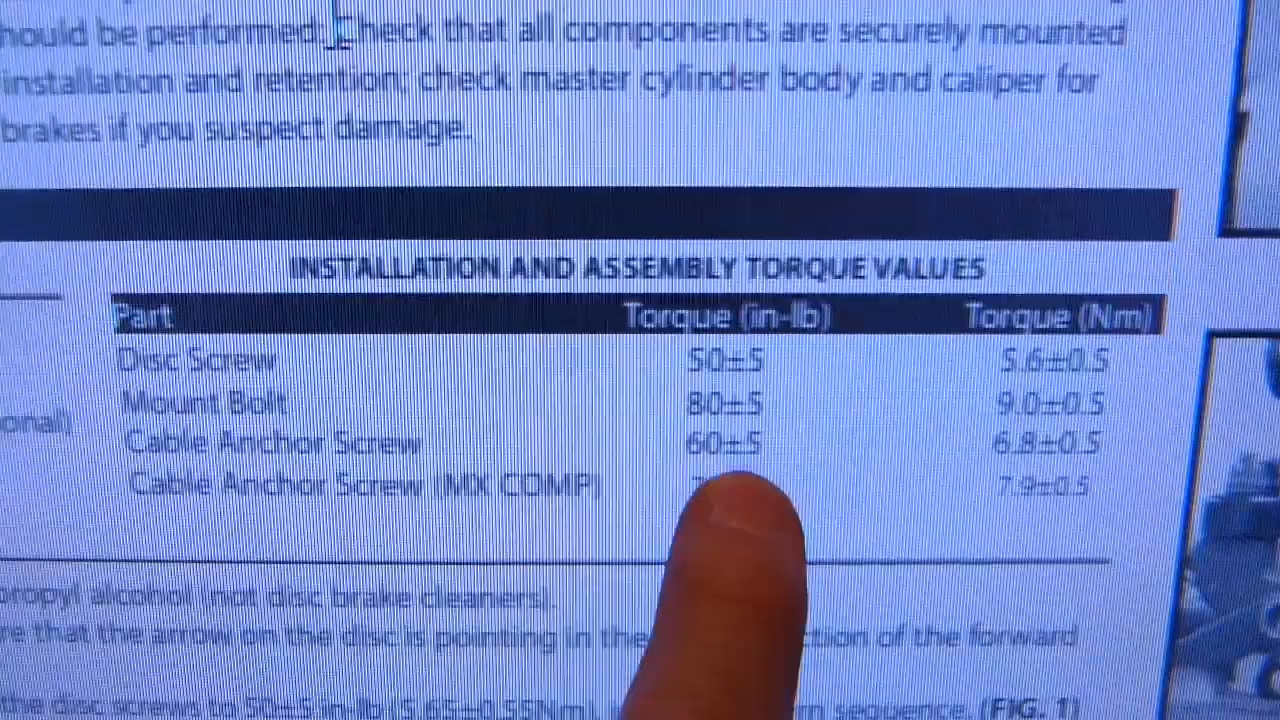 hould be performed. Check that all components are securely mounted
installation and retention; check master cylinder body and caliper for
brakes if you suspect damage.
INSTALLATION AND ASSEMBLY TORQUE VALUES
Part Torque (in-lb) Torque (Nm)
Disc Screw 50±5 5.6±0.5
Mount Bolt 80±5 9.0±0.5
onal)
Cable Anchor Screw 60±5 6.8±0.5
Cable Anchor Screw (MX COMP) 7.9±0.5
propyl alcohol (not disc brake cleaners).
re that the arrow on the disc is pointing in the ction of the forward
the disc screws to 50±5 in-lb (5.65±0.55Nm), rn sequence. (FIG. 1)